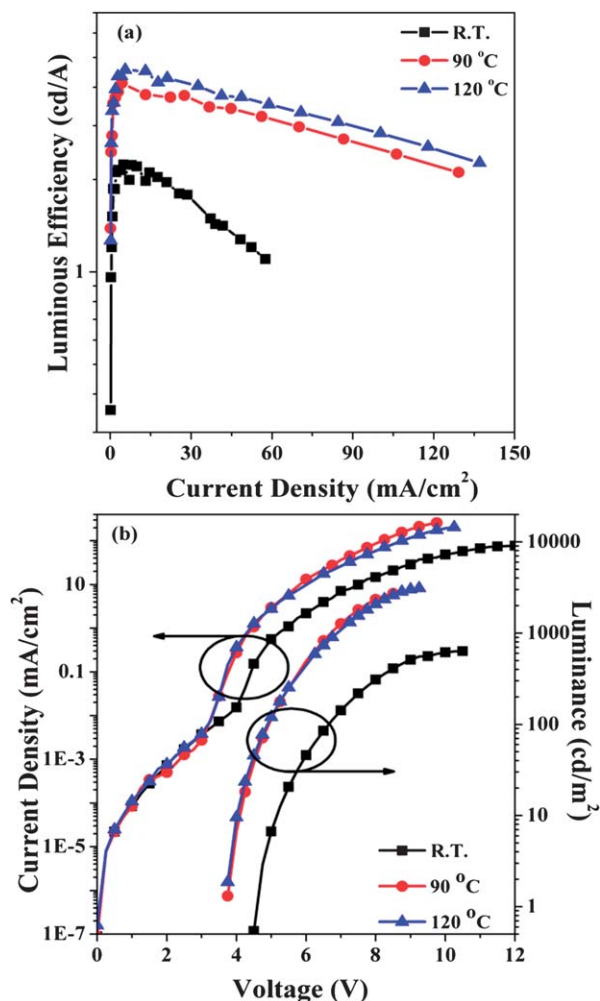 (a)
R.T.
90 °C
120 °C
Luminous Efficiency (cd/A)
1
0 30 60 90 120 150
Current Density (mA/cm²)
(b)
10
0.1
1E-3
1E-5
1E-7
Current Density (mA/cm²)
10000
1000
100
10
1
Luminance (cd/m²)
R.T.
90 °C
120 °C
0 2 4 6 8 10 12
Voltage (V)